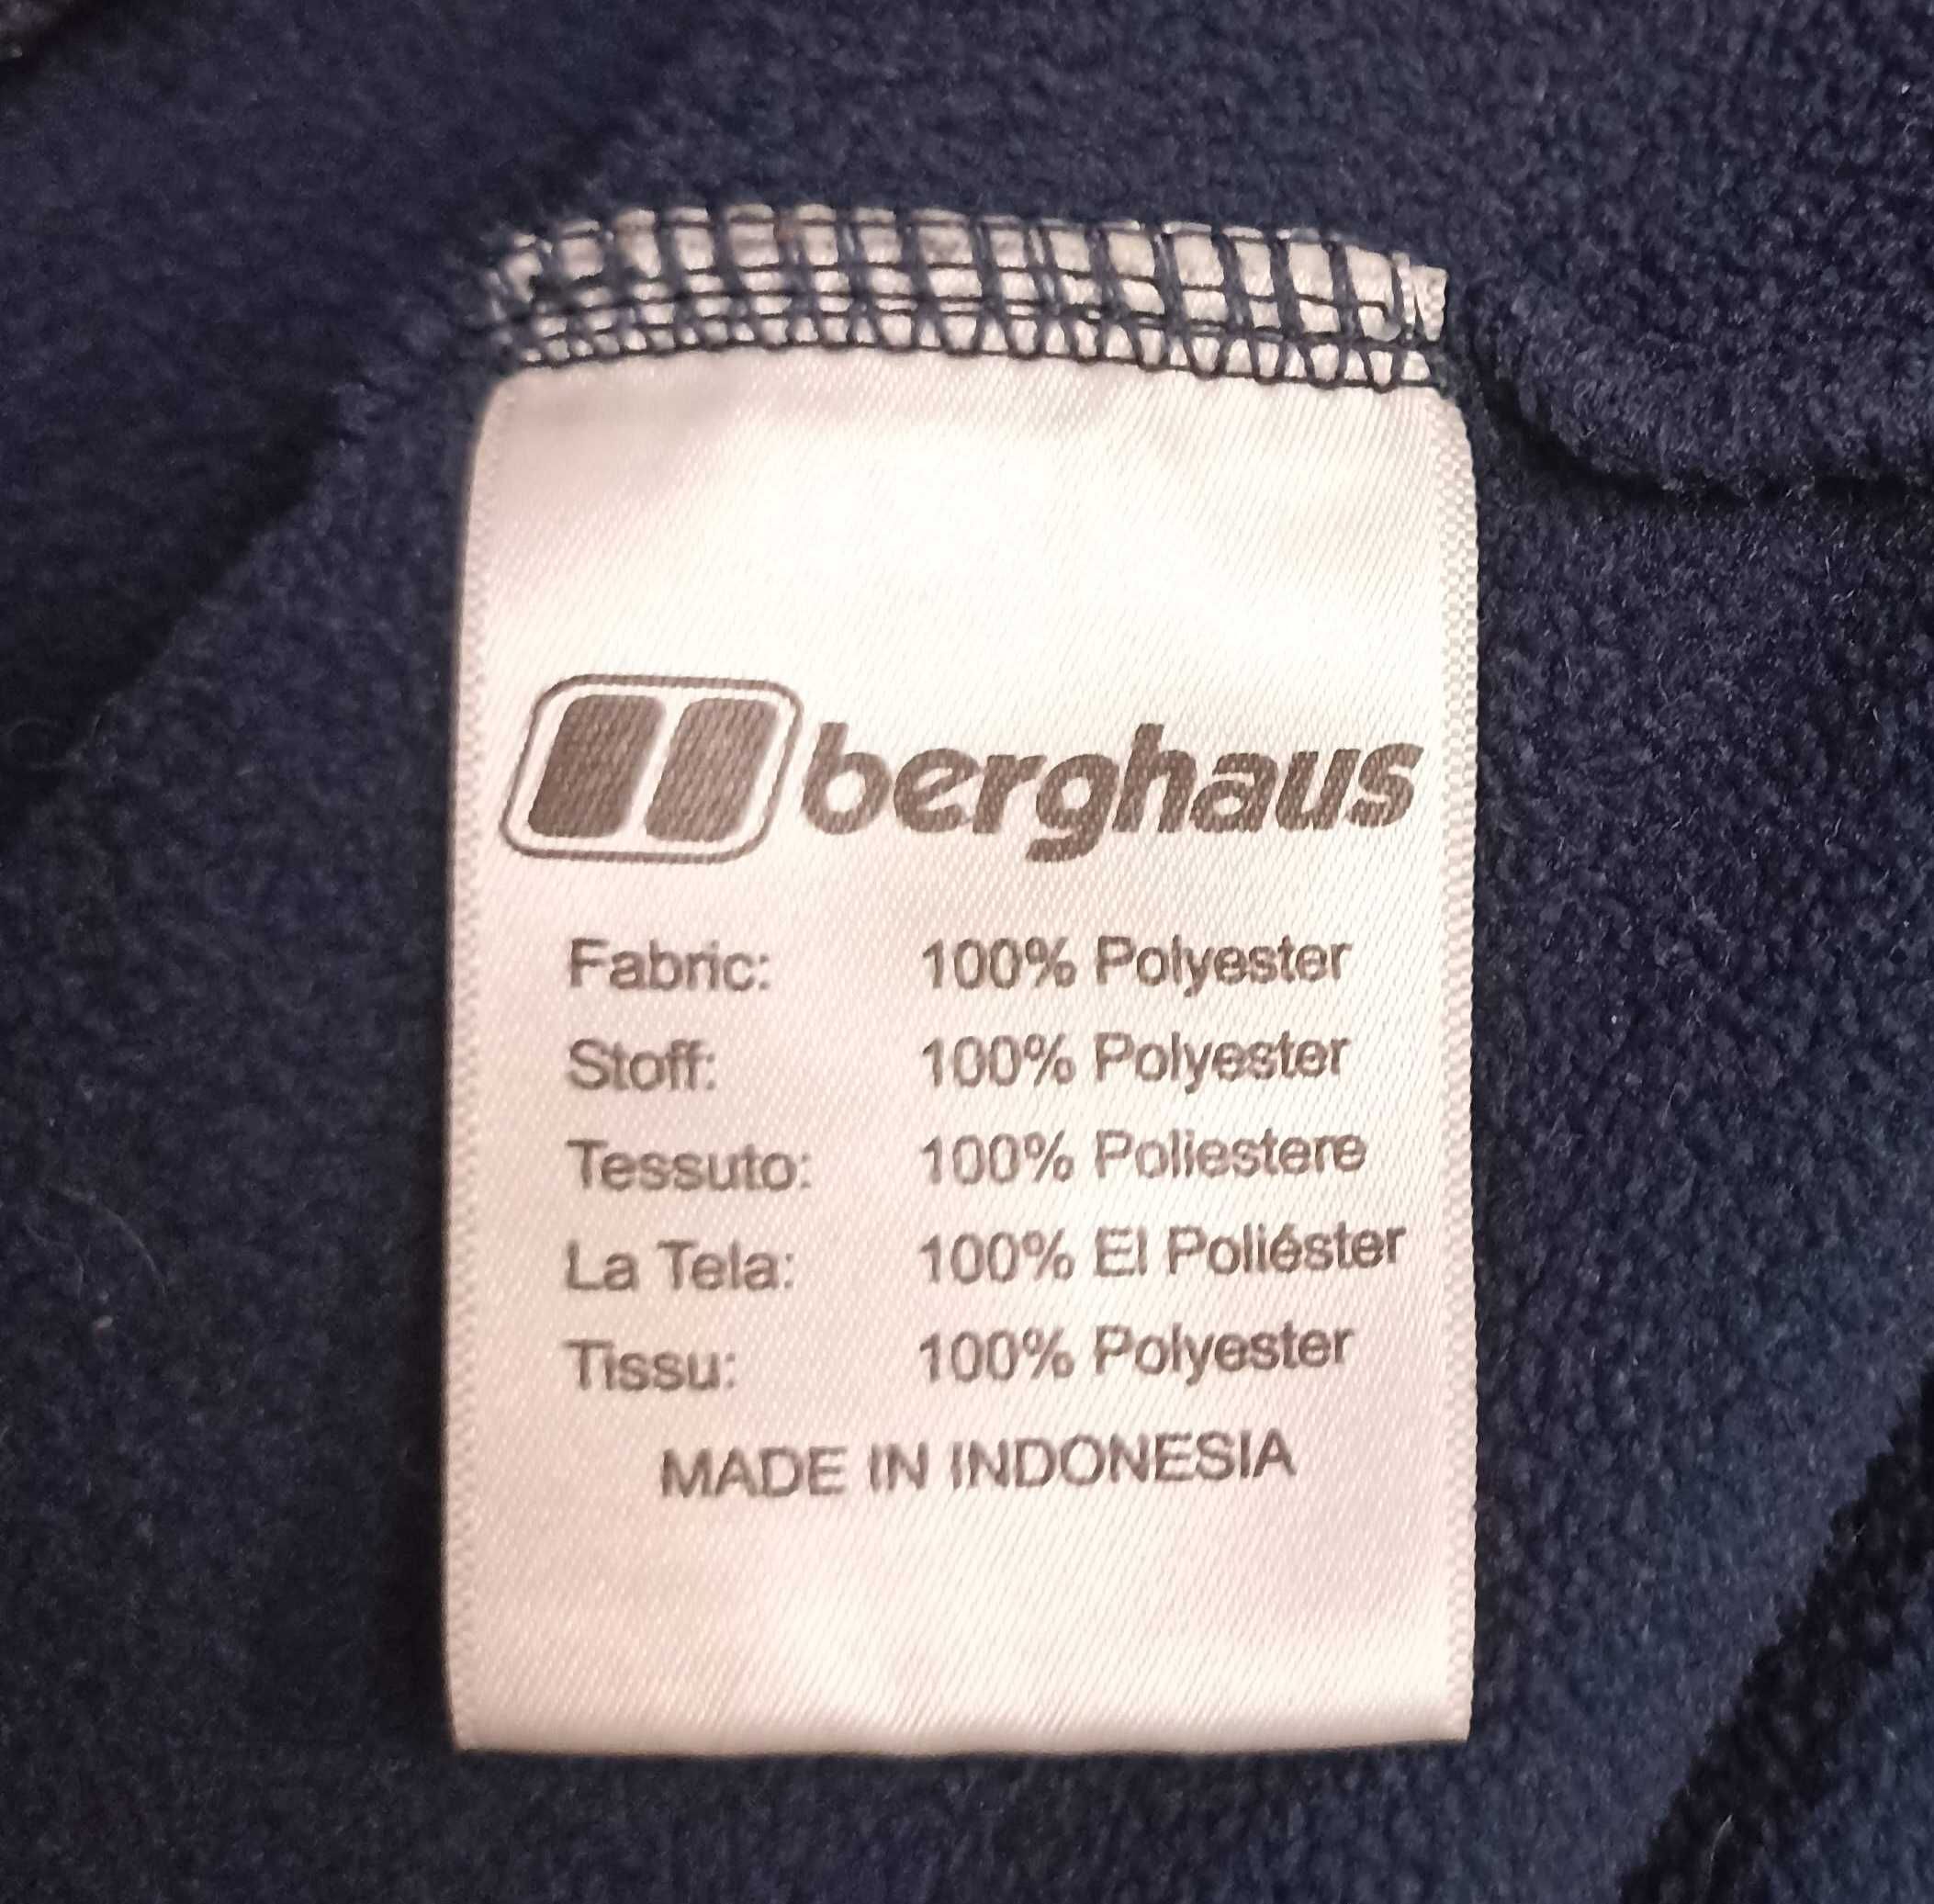 berghaus
Fabric: 100% Polyester
Stoff: 100% Polyester
Tessuto: 100% Poliestere
La Tela: 100% El Poliéster
Tissu: 100% Polyester
MADE IN INDONESIA